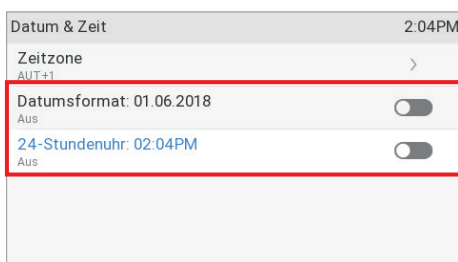 Datum & Zeit 2:04PM
Zeitzone
AUT+1
Datumsformat: 01.06.2018
Aus
24-Stundenuhr: 02:04PM
Aus